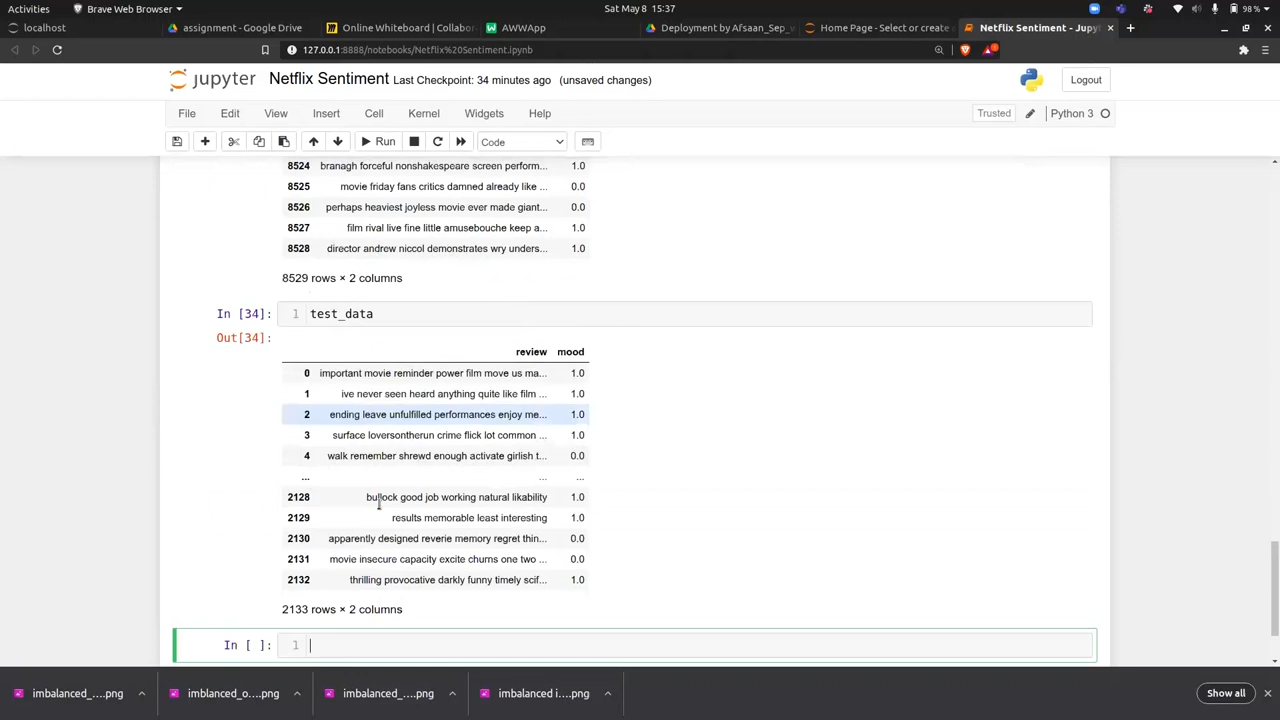 Activities Brave Web Browser Sat May 8 15:37 98 %
localhost assignment - Google Drive Online Whiteboard | Collabor AWWApp Deployment by Afsaan_Sep_w Home Page - Select or create Netflix Sentiment - Jupyt
127.0.0.1:8888/notebooks/Netflix%20Sentiment.ipynb
jupyter Netflix Sentiment Last Checkpoint: 34 minutes ago (unsaved changes) Logout
File Edit View Insert Cell Kernel Widgets Help Trusted Python 3
Run Code
8524 branagh forceful nonshakespeare screen perform... 1.0
8525 movie friday fans critics damned already like ... 0.0
8526 perhaps heaviest joyless movie ever made giant... 0.0
8527 film rival live fine little amusebouche keep a... 1.0
8528 director andrew niccol demonstrates wry unders... 1.0
8529 rows × 2 columns
In [34]: 1 test_data
Out[34]:
review mood
0 important movie reminder power film move us ma... 1.0
1 ive never seen heard anything quite like film ... 1.0
2 ending leave unfulfilled performances enjoy me... 1.0
3 surface loversontherun crime flick lot common ... 1.0
4 walk remember shrewd enough activate girlish t... 0.0
... ... ...
2128 bullock good job working natural likability 1.0
2129 results memorable least interesting 1.0
2130 apparently designed reverie memory regret thin... 0.0
2131 movie insecure capacity excite churns one two ... 0.0
2132 thrilling provocative darkly funny timely scif... 1.0
2133 rows × 2 columns
In [ ]: 1
imbalanced_....png imblanced_o....png imbalanced_....png imbalanced i....png Show all